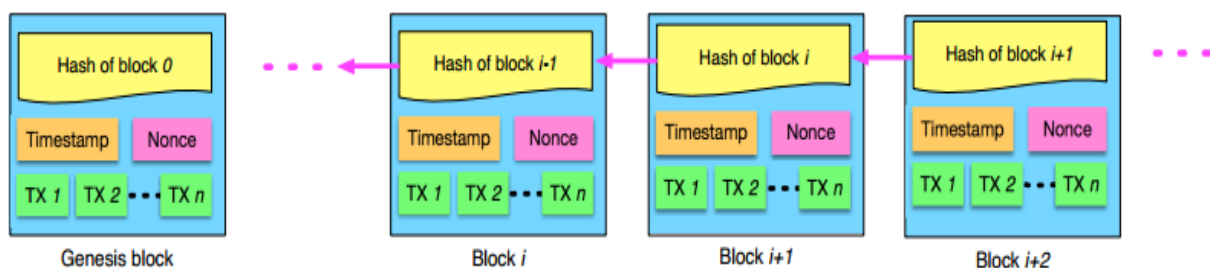 Hash of block 0
Timestamp Nonce
TX 1 TX 2 TX n
Genesis block
Hash of block i-1
Timestamp Nonce
TX 1 TX 2 TX n
Block i
Hash of block i
Timestamp Nonce
TX 1 TX 2 TX n
Block i+1
Hash of block i+1
Timestamp Nonce
TX 1 TX 2 TX n
Block i+2